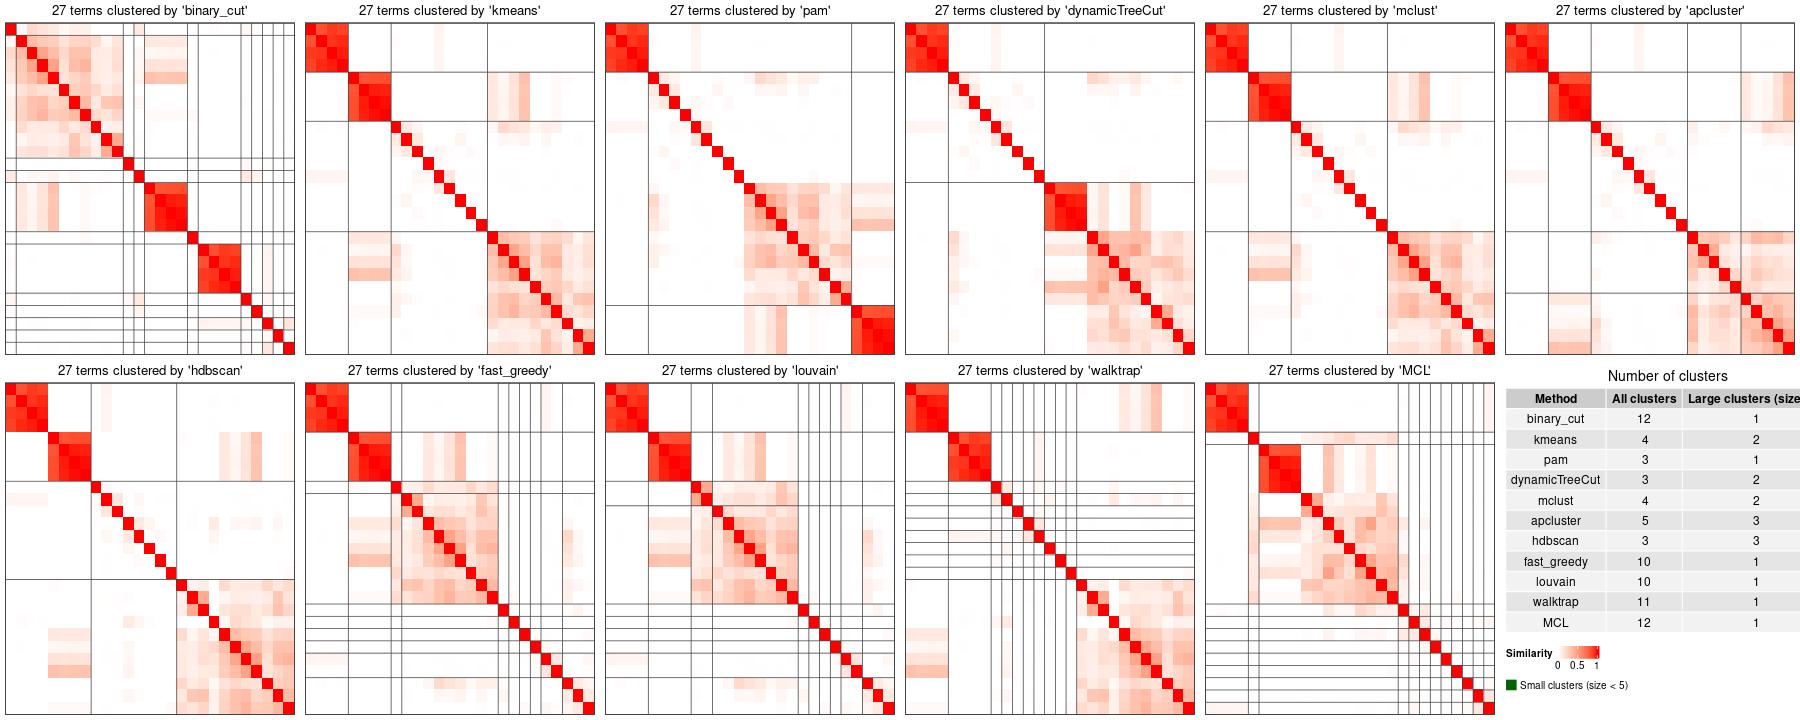 27 terms clustered by 'binary_cut'
27 terms clustered by 'kmeans'
27 terms clustered by 'pam'
27 terms clustered by 'dynamicTreeCut'
27 terms clustered by 'mclust'
27 terms clustered by 'apcluster'
27 terms clustered by 'hdbscan'
27 terms clustered by 'fast_greedy'
27 terms clustered by 'louvain'
27 terms clustered by 'walktrap'
27 terms clustered by 'MCL'
Number of clusters
Method All clusters Large clusters (size
binary_cut 12 1
kmeans 4 2
pam 3 1
dynamicTreeCut 3 2
mclust 4 2
apcluster 5 3
hdbscan 3 3
fast_greedy 10 1
louvain 10 1
walktrap 11 1
MCL 12 1
Similarity
0 0.5 1
Small clusters (size < 5)